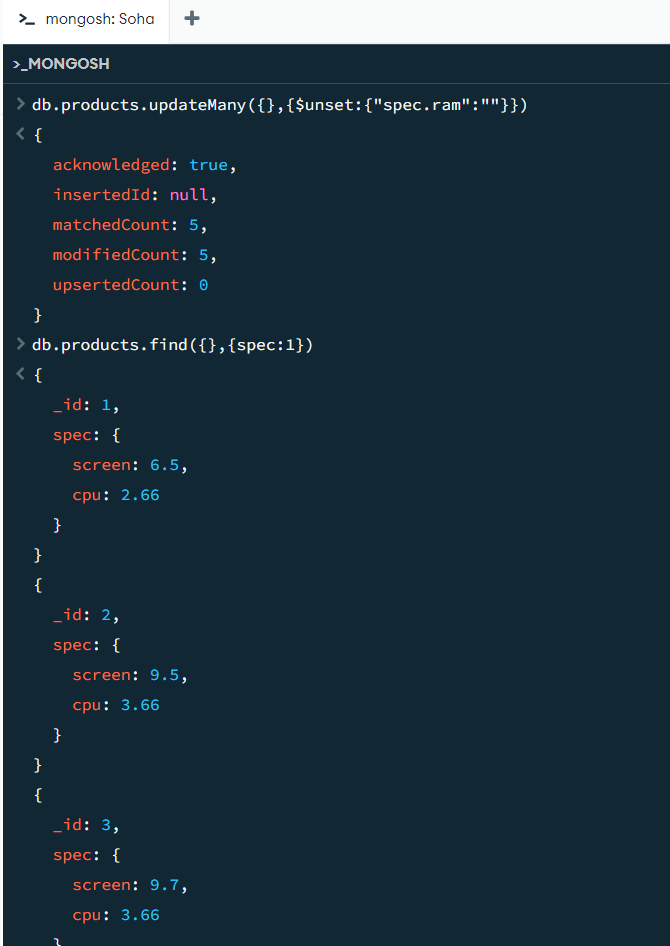 >_ mongosh: Soha +
>_MONGOSH
> db.products.updateMany({},{$unset:{"spec.ram":""}})
< {
acknowledged: true,
insertedId: null,
matchedCount: 5,
modifiedCount: 5,
upsertedCount: 0
}
> db.products.find({},{spec:1})
< {
_id: 1,
spec: {
screen: 6.5,
cpu: 2.66
}
}
{
_id: 2,
spec: {
screen: 9.5,
cpu: 3.66
}
}
{
_id: 3,
spec: {
screen: 9.7,
cpu: 3.66
}